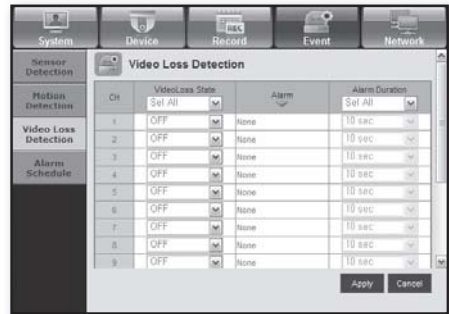 System Device Record Event Network
REC
Sensor Detection
Motion Detection
Video Loss Detection
Alarm Schedule
Video Loss Detection
CH VideoLoss State Alarm Alarm Duration
Sel All Sel All
1 OFF None 10 sec
2 OFF None 10 sec
3 OFF None 10 sec
4 OFF None 10 sec
5 OFF None 10 sec
6 OFF None 10 sec
7 OFF None 10 sec
8 OFF None 10 sec
9 OFF None 10 sec
Apply Cancel